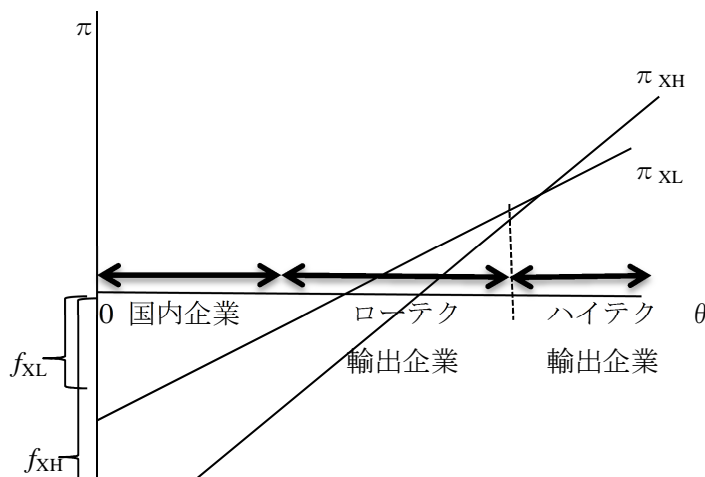 π
π XH
π XL
0 国内企業 ローテク ハイテク θ
輸出企業 輸出企業
fXL
fXH